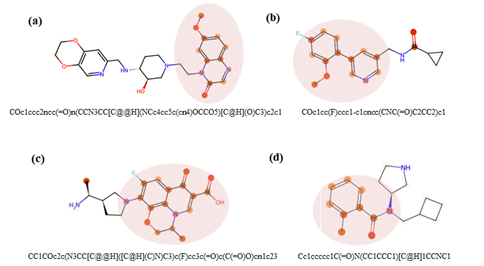 (a)
(b)
F
O
N
H
N
O
O
N
N
H
N
HO
N
N
O
O
N
O
COc1ccc2ncc(=O)n(CCN3CC[C@@H](NCc4cc5c(cn4)OCCO5)[C@@H](O)C3)c2c1
COc1cc(F)ccc1-c1cncc(CNC(=O)C2CC2)c1
(c)
(d)
F
O
O
OH
H₂N
N
N
O
NH
O
N
CC1COc2c(N3CC[C@@H]([C@H](C)N)C3)c(F)cc3c(=O)c(C(=O)O)cn1c23
Cc1ccccc1C(=O)N(CC1CCC1)[C@H]1CCNC1